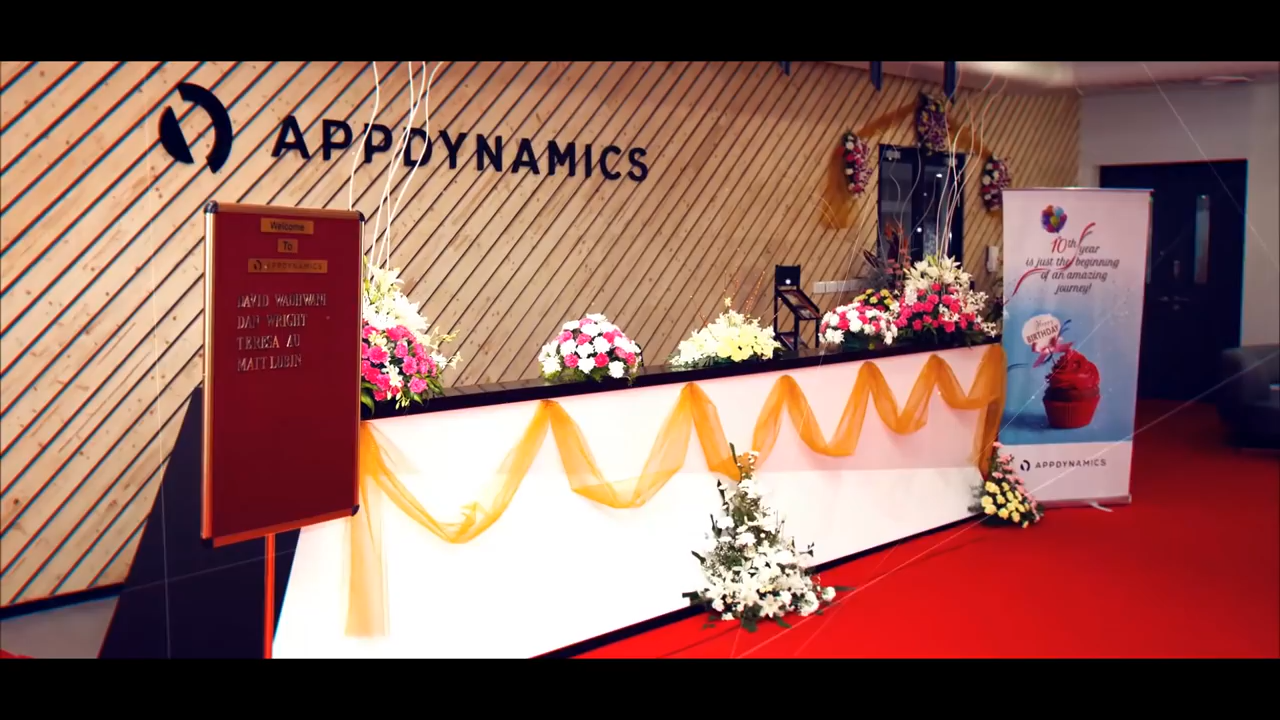 APPDYNAMICS
Welcome
To
APPDYNAMICS
DAVID WADHWANI
DAN WRIGHT
TERESA AU
MATT LUBIN
10th year
is just the beginning
of an amazing
journey!
Happy
BIRTHDAY
APPDYNAMICS